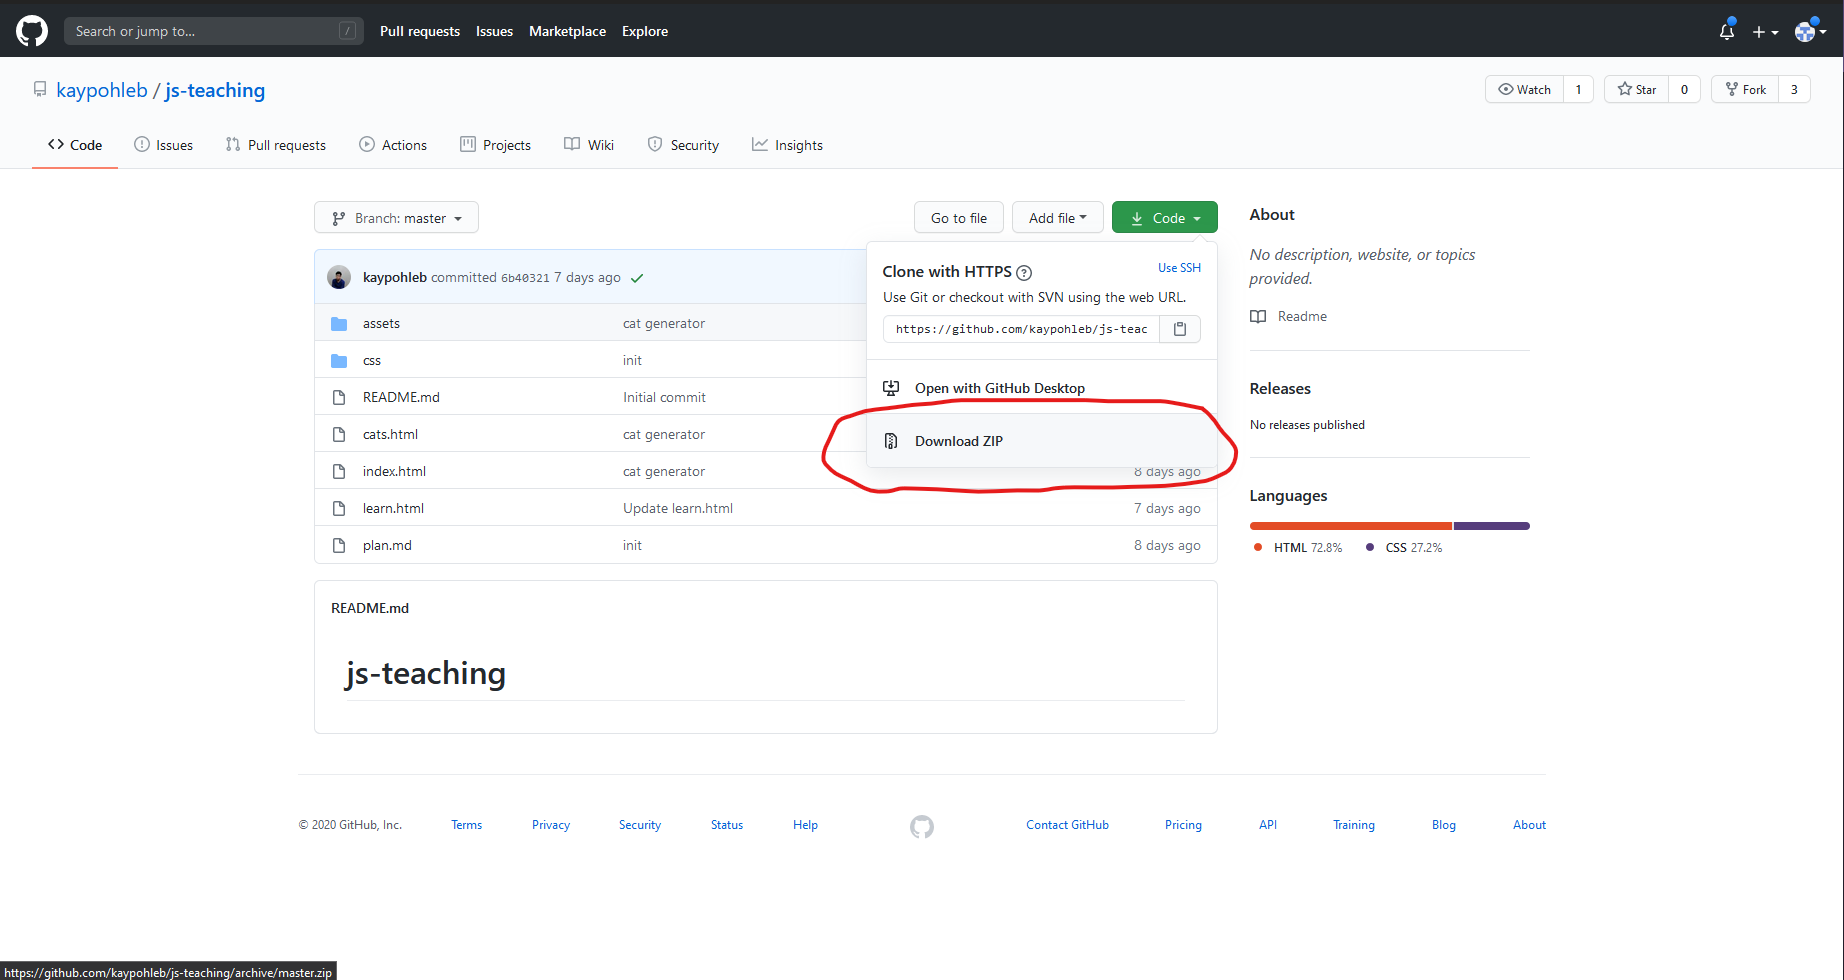 Search or jump to... / Pull requests Issues Marketplace Explore
kaypohleb / js-teaching Watch 1 Star 0 Fork 3
Code Issues Pull requests Actions Projects Wiki Security Insights
Branch: master Go to file Add file Code
About
No description, website, or topics
provided.
Readme
Releases
No releases published
Languages
HTML 72.8% CSS 27.2%
Clone with HTTPS ? Use SSH
Use Git or checkout with SVN using the web URL.
https://github.com/kaypohleb/js-teac
Open with GitHub Desktop
Download ZIP
kaypohleb committed 6b40321 7 days ago
assets cat generator
css init
README.md Initial commit
cats.html cat generator
index.html cat generator 8 days ago
learn.html Update learn.html 7 days ago
plan.md init 8 days ago
README.md
js-teaching
© 2020 GitHub, Inc. Terms Privacy Security Status Help Contact GitHub Pricing API Training Blog About
https://github.com/kaypohleb/js-teaching/archive/master.zip